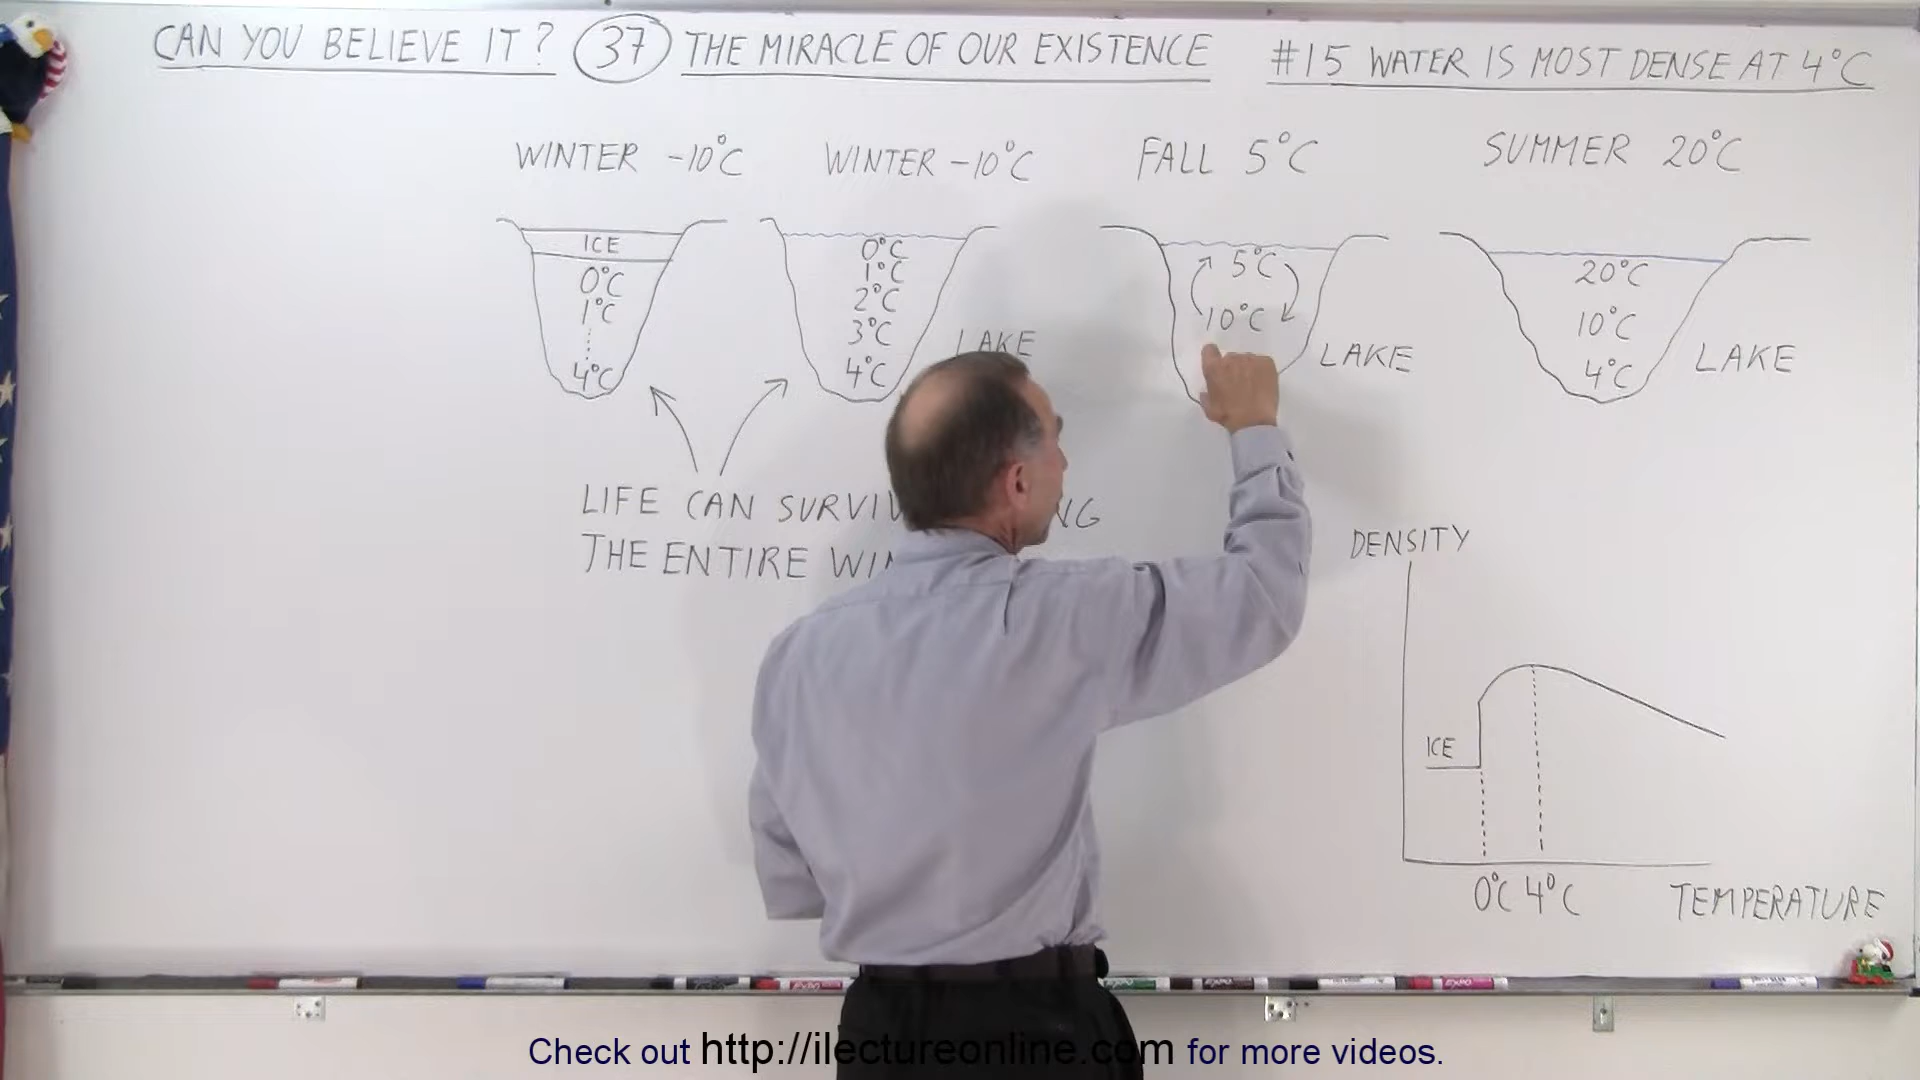 CAN YOU BELIEVE IT? 37 THE MIRACLE OF OUR EXISTENCE #15 WATER IS MOST DENSE AT 4°C
WINTER -10°C
ICE
0°C
1°C
4°C
WINTER -10°C
0°C
1°C
2°C
3°C
4°C
LAKE
FALL 5°C
5°C
10°C
LAKE
SUMMER 20°C
20°C
10°C
4°C
LAKE
LIFE CAN
THE ENTIRE
DENSITY
ICE
0°C 4°C
TEMPERATURE
Check out http://ilectureonline.com for more videos.